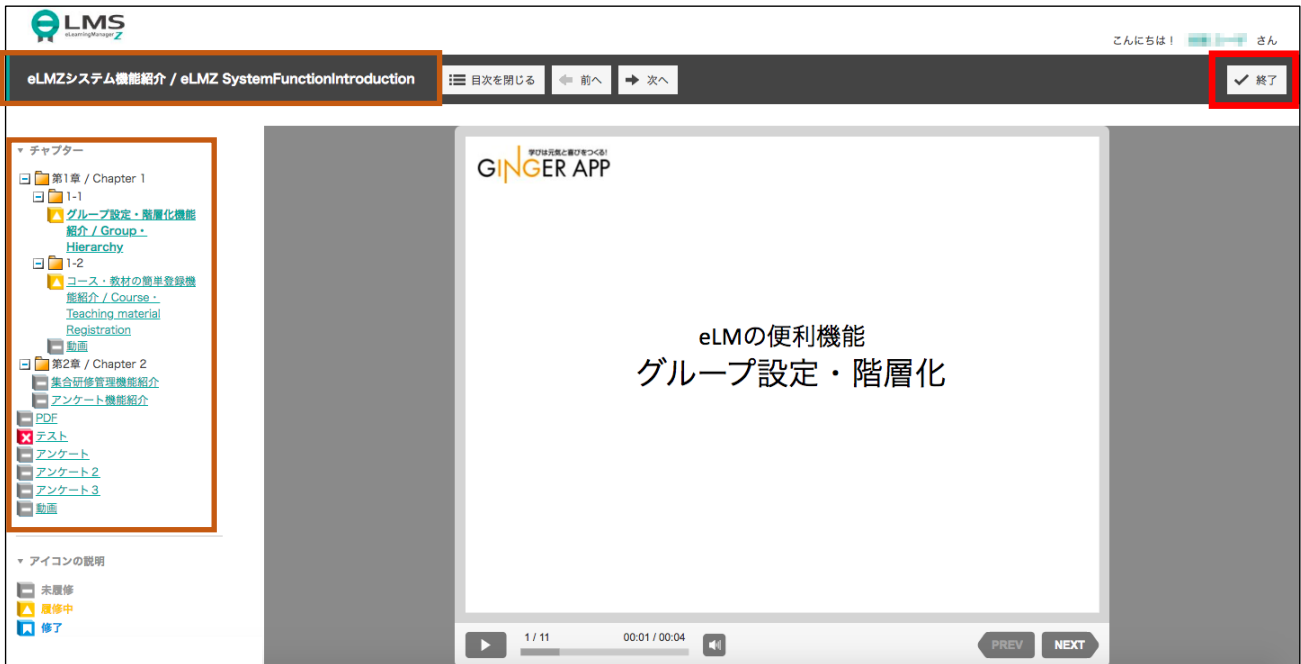 LMS
eLearningManager Z
こんにちは！ さん
eLMZシステム機能紹介 / eLMZ SystemFunctionIntroduction
目次を閉じる
前へ
次へ
終了
チャプター
第1章 / Chapter 1
1-1
グループ設定・階層化機能
紹介 / Group・
Hierarchy
1-2
コース・教材の簡単登録機
能紹介 / Course・
Teaching material
Registration
動画
第2章 / Chapter 2
集合研修管理機能紹介
アンケート機能紹介
PDF
テスト
アンケート
アンケート２
アンケート３
動画
アイコンの説明
未履修
履修中
修了
学びは元気と喜びをつくる!
GINGER APP
eLMの便利機能
グループ設定・階層化
1 / 11
00:01 / 00:04
PREV
NEXT